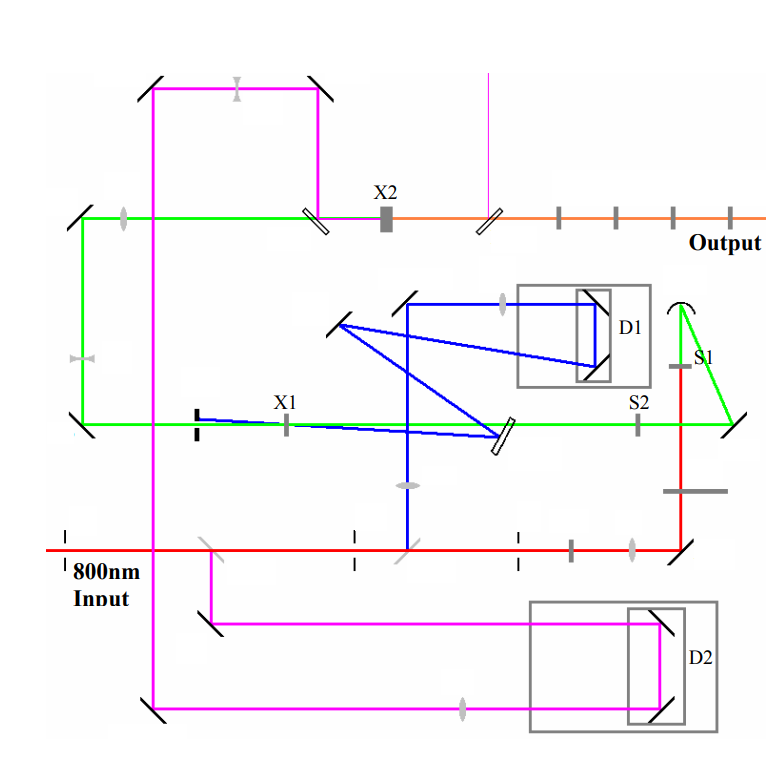 X2
Output
D1
S1
X1
S2
800nm
Input
D2